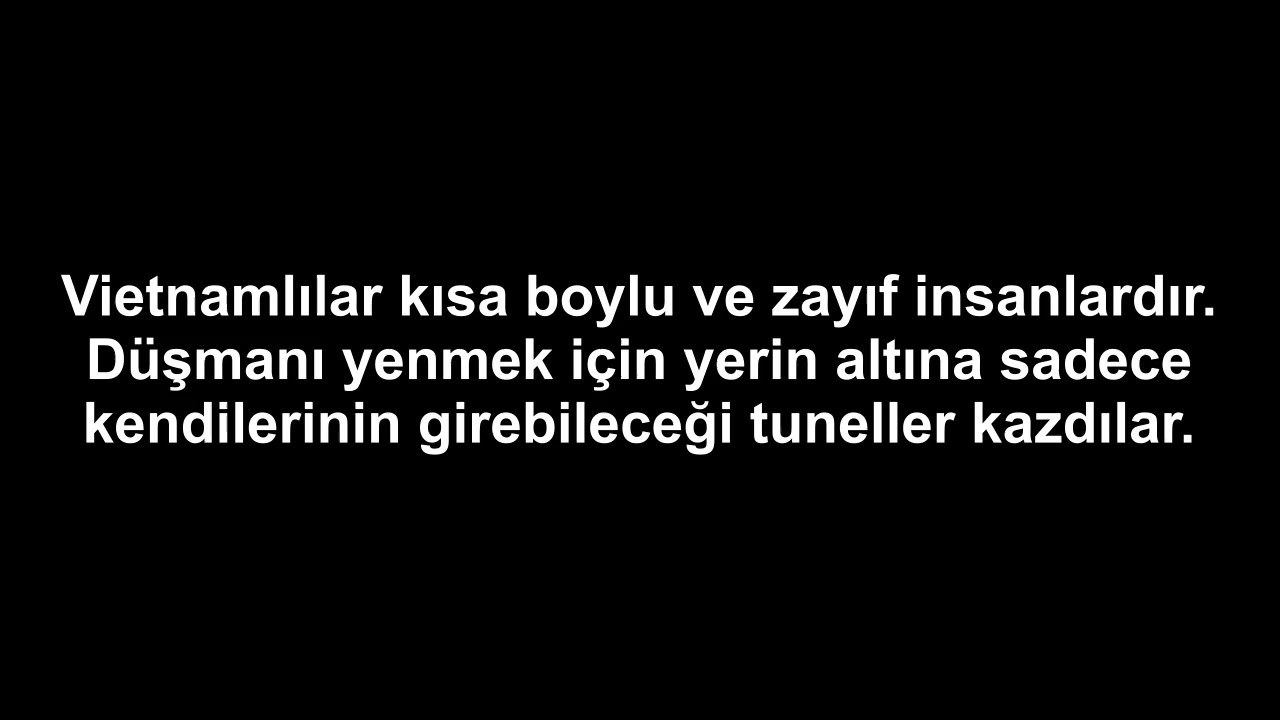 Vietnamlılar kısa boylu ve zayıf insanlardır.
Düşmanı yenmek için yerin altına sadece
kendilerinin girebileceği tuneller kazdılar.